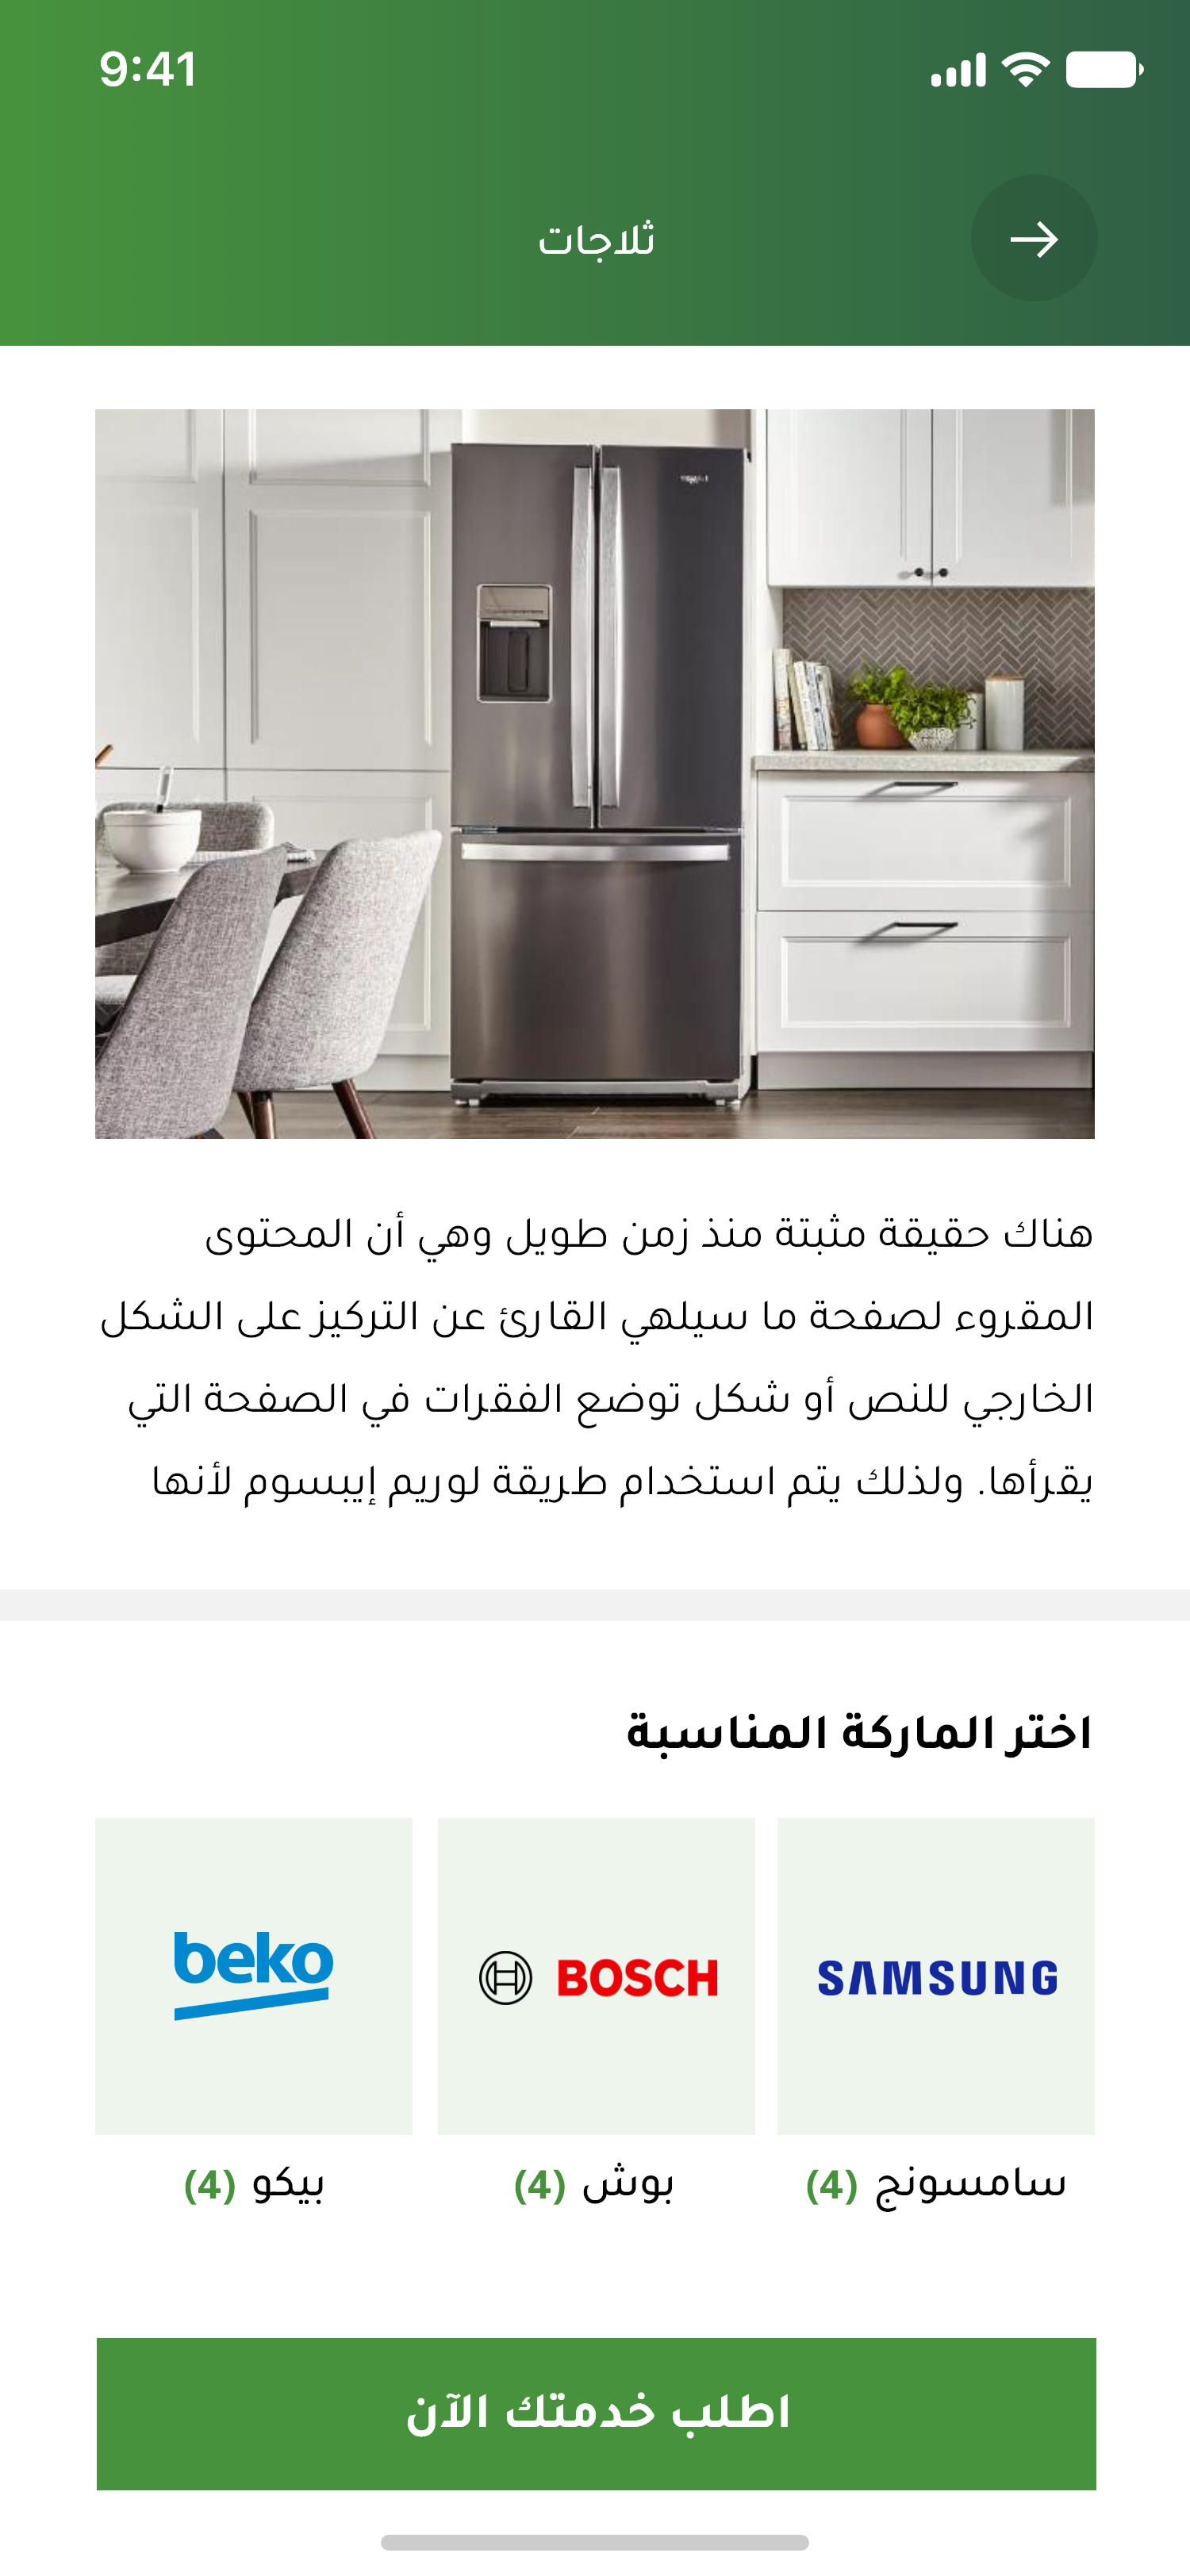 9:41
ثلاجات
هناك حقيقة مثبتة منذ زمن طويل وهي أن المحتوى
المقروء لصفحة ما سيلهي القارئ عن التركيز على الشكل
الخارجي للنص أو شكل توضع الفقرات في الصفحة التي
يقرأها. ولذلك يتم استخدام طريقة لوريم إيبسوم لأنها
اختر الماركة المناسبة
SAMSUNG
BOSCH
beko
سامسونج (4)
بوش (4)
بيكو (4)
اطلب خدمتك الآن